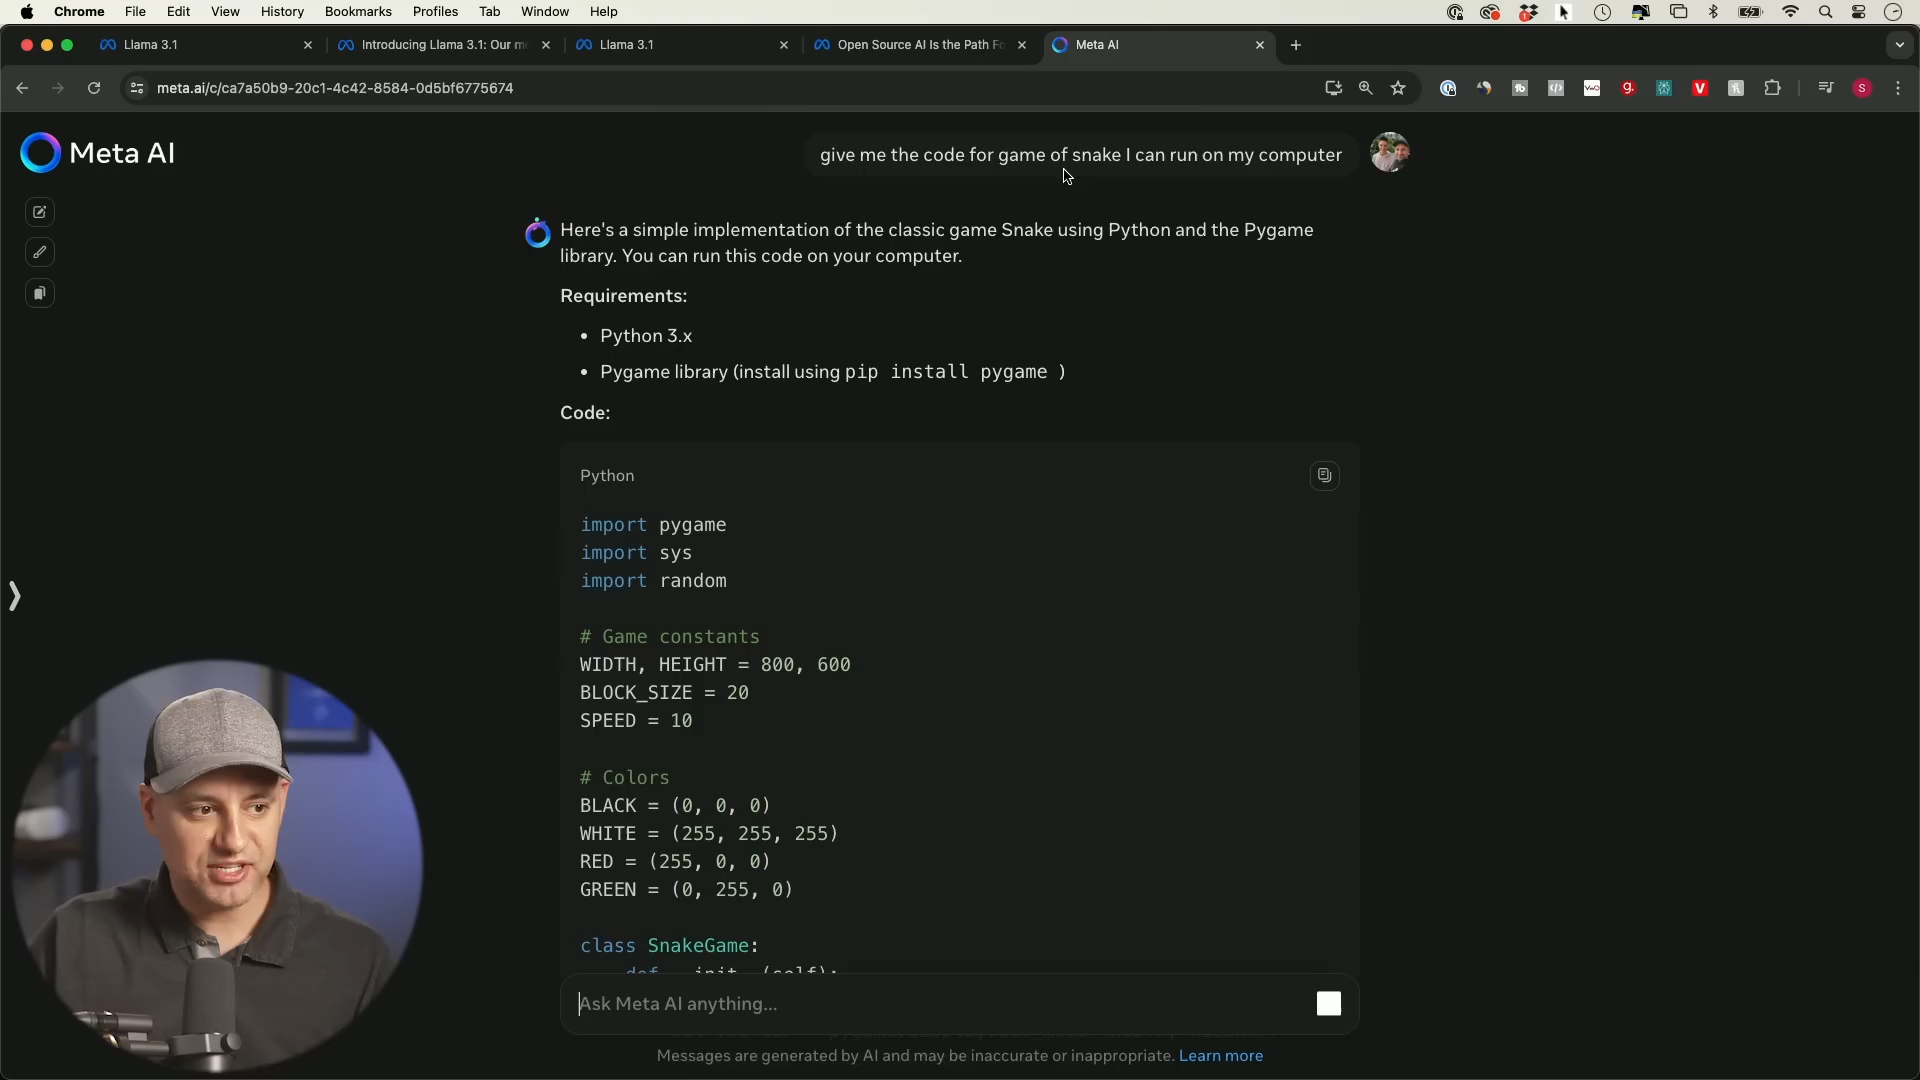 Chrome File Edit View History Bookmarks Profiles Tab Window Help
Llama 3.1
Introducing Llama 3.1: Our m
Llama 3.1
Open Source AI Is the Path Fo
Meta AI
meta.ai/c/ca7a50b9-20c1-4c42-8584-0d5bf6775674
Meta AI
give me the code for game of snake I can run on my computer
Here's a simple implementation of the classic game Snake using Python and the Pygame
library. You can run this code on your computer.
Requirements:
• Python 3.x
• Pygame library (install using pip install pygame )
Code:
Python
import pygame
import sys
import random
# Game constants
WIDTH, HEIGHT = 800, 600
BLOCK_SIZE = 20
SPEED = 10
# Colors
BLACK = (0, 0, 0)
WHITE = (255, 255, 255)
RED = (255, 0, 0)
GREEN = (0, 255, 0)
class SnakeGame:
def __init__(self):
Ask Meta AI anything...
Messages are generated by AI and may be inaccurate or inappropriate. Learn more